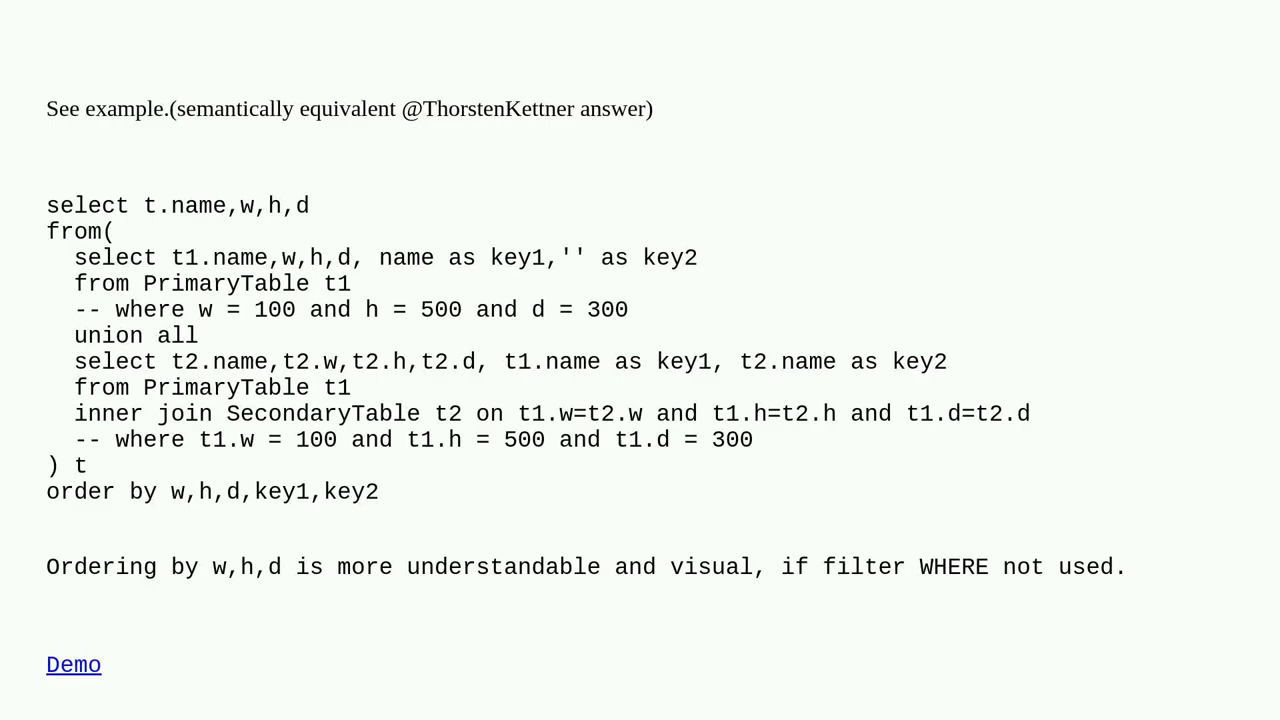 See example.(semantically equivalent @ThorstenKettner answer)
select t.name,w,h,d
from(
  select t1.name,w,h,d, name as key1,'' as key2
  from PrimaryTable t1
  -- where w = 100 and h = 500 and d = 300
  union all
  select t2.name,t2.w,t2.h,t2.d, t1.name as key1, t2.name as key2
  from PrimaryTable t1
  inner join SecondaryTable t2 on t1.w=t2.w and t1.h=t2.h and t1.d=t2.d
  -- where t1.w = 100 and t1.h = 500 and t1.d = 300
) t
order by w,h,d,key1,key2
Ordering by w,h,d is more understandable and visual, if filter WHERE not used.
Demo